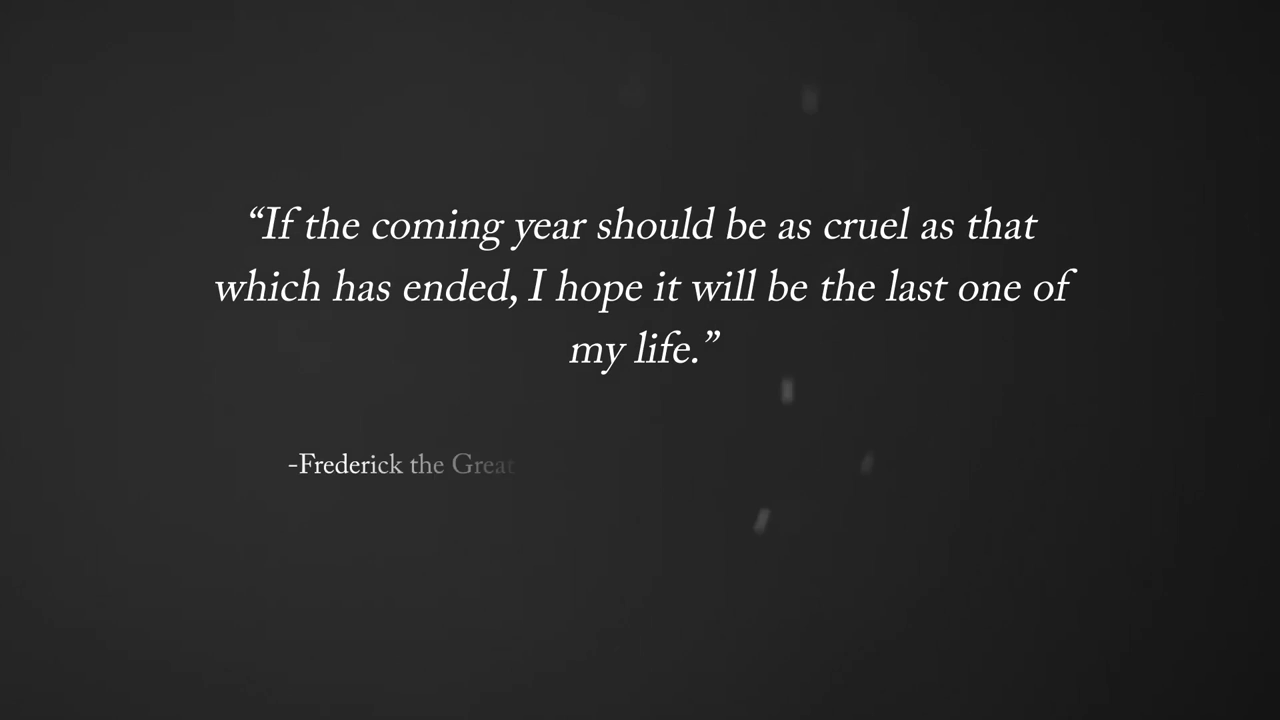 “If the coming year should be as cruel as that
which has ended, I hope it will be the last one of
my life.”
-Frederick the Great